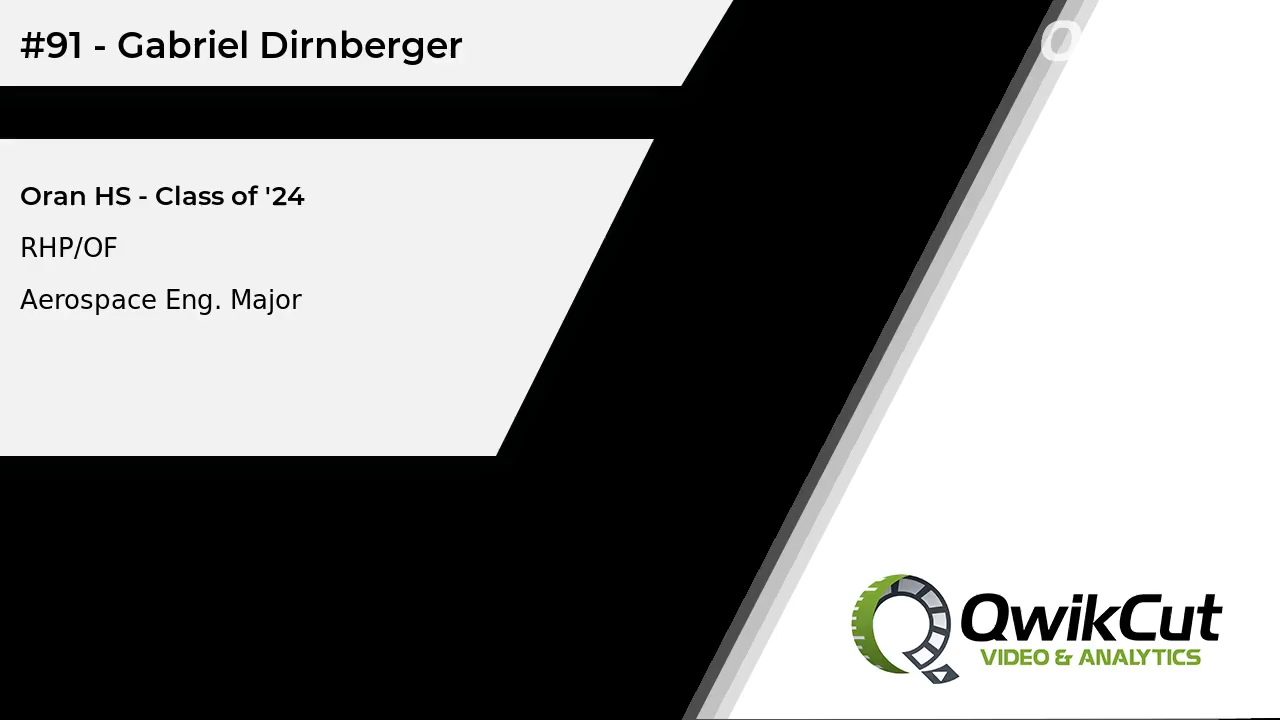 #91 - Gabriel Dirnberger
O
Oran HS - Class of '24
RHP/OF
Aerospace Eng. Major
QwikCut
VIDEO & ANALYTICS